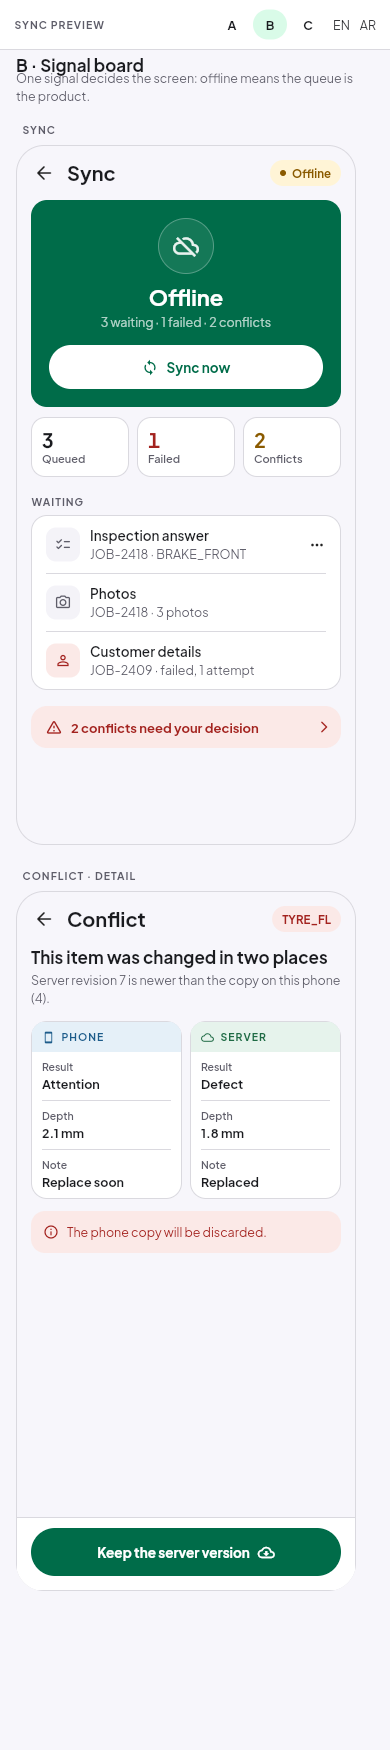 SYNC PREVIEW
A
B
C
EN
AR
B · Signal board
One signal decides the screen: offline means the queue is
the product.
SYNC
Sync
Offline
Offline
3 waiting · 1 failed · 2 conflicts
Sync now
3
Queued
1
Failed
2
Conflicts
WAITING
Inspection answer
JOB-2418 · BRAKE_FRONT
Photos
JOB-2418 · 3 photos
Customer details
JOB-2409 · failed, 1 attempt
2 conflicts need your decision
CONFLICT · DETAIL
Conflict
TYRE_FL
This item was changed in two places
Server revision 7 is newer than the copy on this phone
(4).
PHONE
Result
Attention
Depth
2.1 mm
Note
Replace soon
SERVER
Result
Defect
Depth
1.8 mm
Note
Replaced
The phone copy will be discarded.
Keep the server version